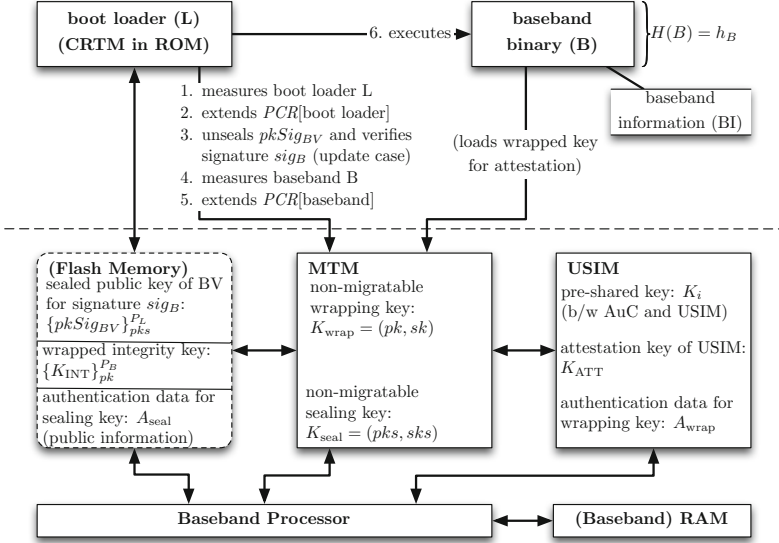 boot loader (L)
(CRTM in ROM)
6. executes
baseband
binary (B)
H(B) = h_B
baseband
information (BI)
1. measures boot loader L
2. extends PCR[boot loader]
3. unseals pkSig_BV and verifies
signature sig_B (update case)
4. measures baseband B
5. extends PCR[baseband]
(loads wrapped key
for attestation)
(Flash Memory)
sealed public key of BV
for signature sig_B:
{pkSig_BV}^{P_L}_{pks}
wrapped integrity key:
{K_INT}^{P_B}_{pk}
authentication data for
sealing key: A_seal
(public information)
MTM
non-migratable
wrapping key:
K_wrap = (pk, sk)
non-migratable
sealing key:
K_seal = (pks, sks)
USIM
pre-shared key: K_i
(b/w AuC and USIM)
attestation key of USIM:
K_ATT
authentication data for
wrapping key: A_wrap
Baseband Processor
(Baseband) RAM